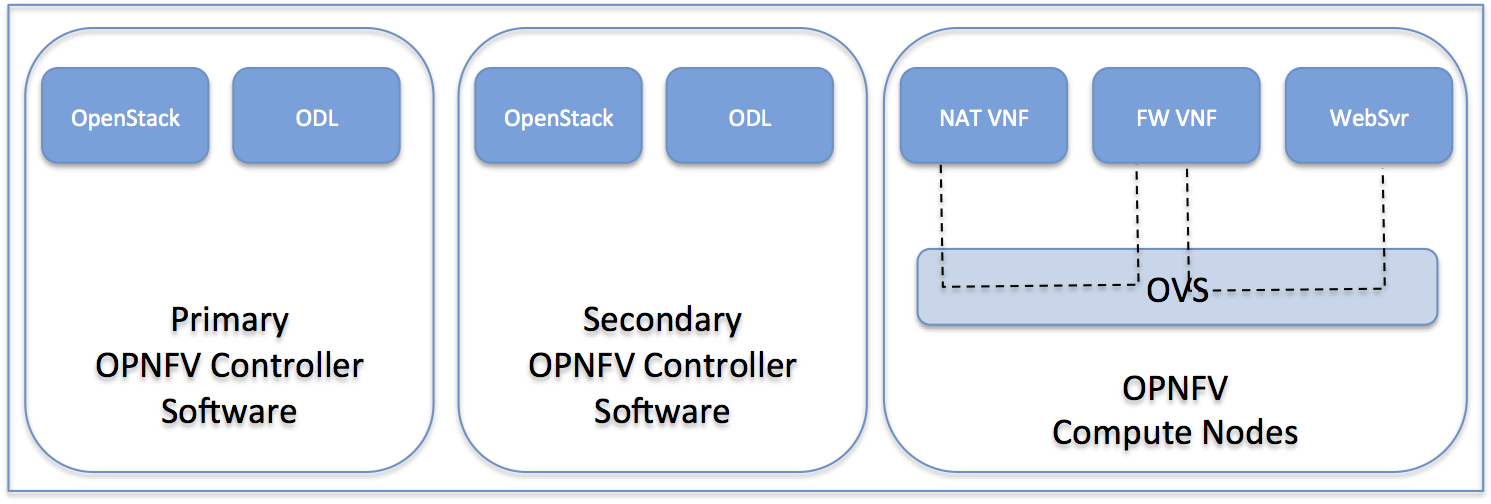 OpenStack
ODL
Primary
OPNFV Controller
Software
OpenStack
ODL
Secondary
OPNFV Controller
Software
NAT VNF
FW VNF
WebSvr
OVS
OPNFV
Compute Nodes